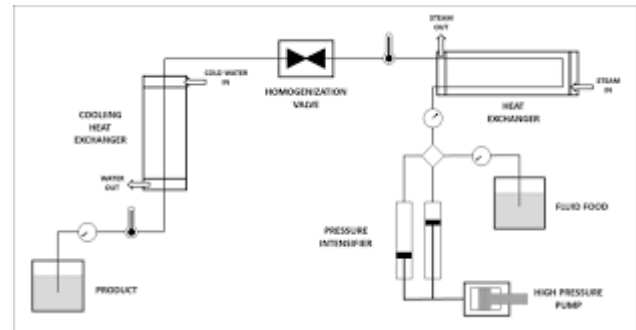 STEAM
OUT
COLD WATER
IN
HOMOGENIZATION
VALVE
STEAM
IN
HEAT
EXCHANGER
COOLING
HEAT
EXCHANGER
WATER
OUT
FLUID FOOD
PRESSURE
INTENSIFIER
PRODUCT
HIGH PRESSURE
PUMP